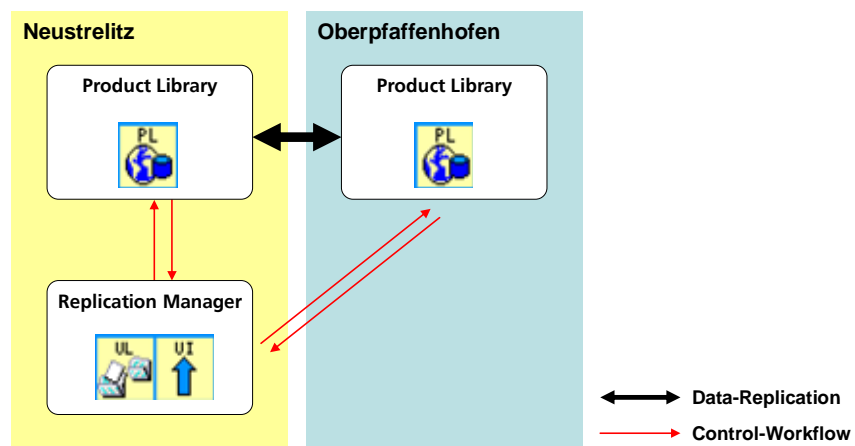 Neustrelitz
Oberpfaffenhofen
Product Library
PL
Product Library
PL
Replication Manager
UL
UI
Data-Replication
Control-Workflow